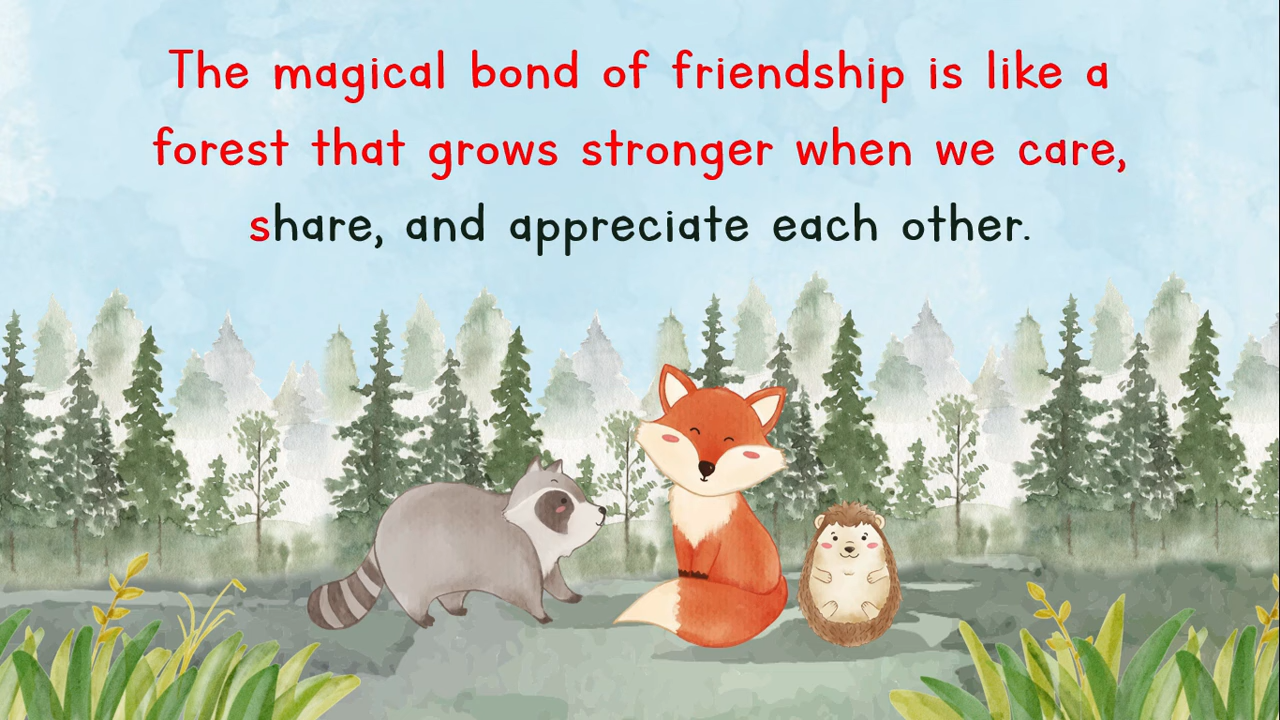 The magical bond of friendship is like a
forest that grows stronger when we care,
share, and appreciate each other.